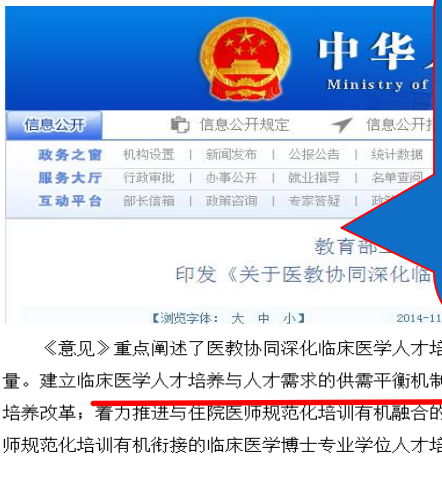 中华
Ministry of
信息公开 信息公开规定 信息公开
政务之窗 机构设置 | 新闻发布 | 公报公告 | 统计数据
服务大厅 行政审批 | 办事公开 | 就业指导 | 名单查阅
互动平台 部长信箱 | 政策咨询 | 专家答疑 |
教育部
印发《关于医教协同深化临
【浏览字体: 大 中 小】 2014-11
《意见》重点阐述了医教协同深化临床医学人才培
量。建立临床医学人才培养与人才需求的供需平衡机制
培养改革；着力推进与住院医师规范化培训有机融合的
师规范化培训有机衔接的临床医学博士专业学位人才培